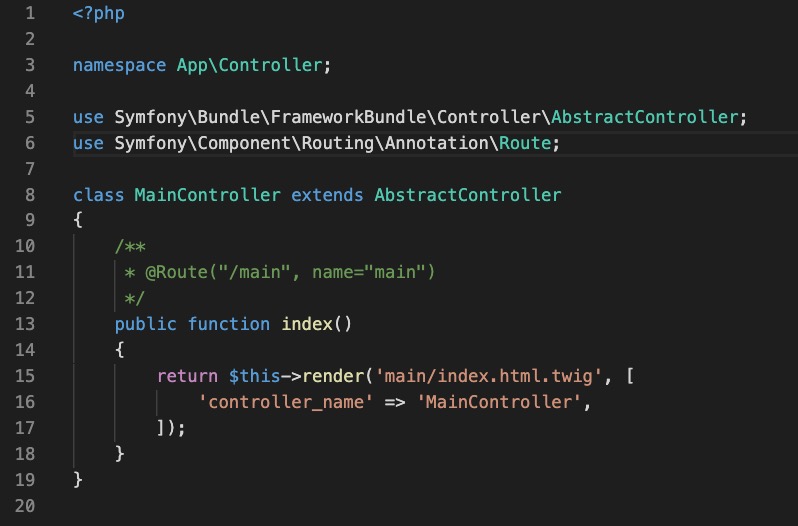 1 <?php
2
3 namespace App\Controller;
4
5 use Symfony\Bundle\FrameworkBundle\Controller\AbstractController;
6 use Symfony\Component\Routing\Annotation\Route;
7
8 class MainController extends AbstractController
9 {
10     /**
11      * @Route("/main", name="main")
12      */
13     public function index()
14     {
15         return $this->render('main/index.html.twig', [
16             'controller_name' => 'MainController',
17         ]);
18     }
19 }
20